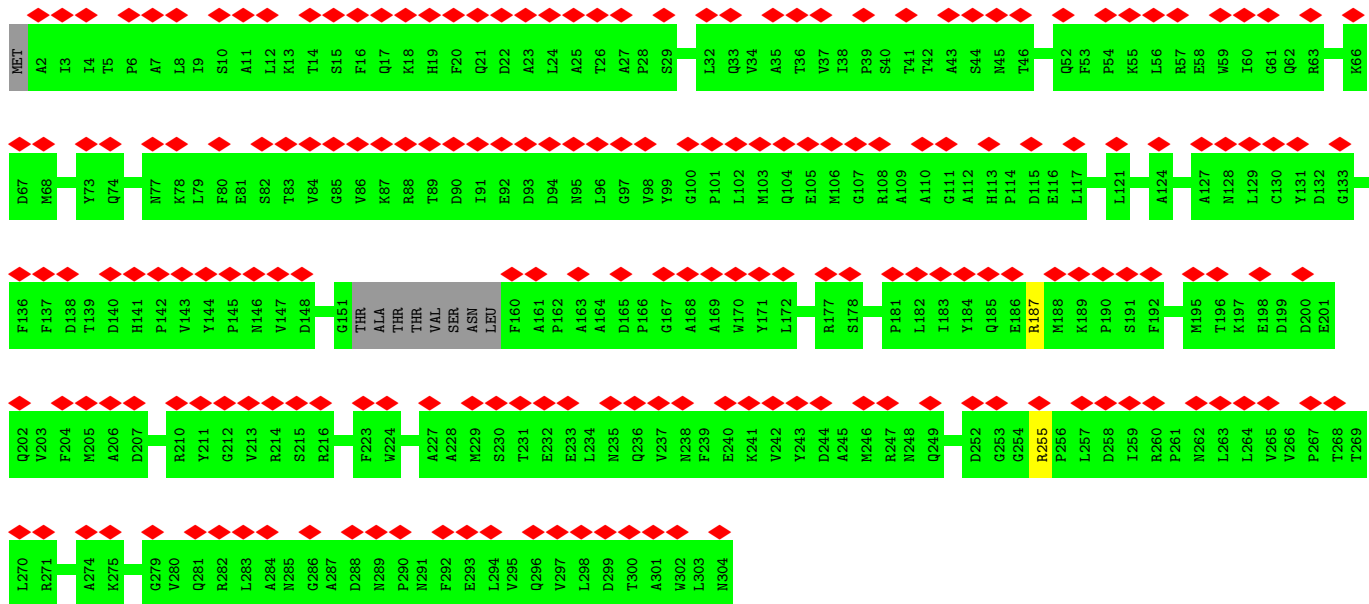 MET A2 I3 I4 T5 P6 A7 L8 I9 S10 A11 L12 K13 T14 S15 F16 Q17 K18 H19 F20 Q21 D22 A23 L24 A25 T26 A27 P28 S29 L32 Q33 V34 A35 T36 V37 I38 P39 S40 T41 T42 A43 S44 N45 T46 Q52 F53 P54 K55 L56 R57 E58 W59 I60 G61 Q62 R63 K66
D67 M68 Y73 Q74 N77 K78 L79 F80 E81 S82 T83 V84 G85 V86 K87 R88 T89 D90 I91 E92 D93 D94 N95 L96 G97 V98 Y99 G100 P101 L102 M103 Q104 E105 M106 G107 R108 A109 A110 G111 A112 H113 P114 D115 E116 L117 L121 A124 A127 N128 L129 C130 Y131 D132 G133
F136 F137 D138 T139 D140 H141 P142 V143 Y144 P145 N146 V147 D148 G151 THR ALA THR THR VAL SER ASN LEU F160 A161 P162 A163 A164 D165 P166 G167 A168 A169 W170 Y171 L172 R177 S178 P181 L182 I183 Y184 Q185 E186 R187 M188 K189 P190 S191 F192 M195 T196 K197 E198 D199 D200 E201
Q202 V203 F204 M205 A206 D207 R210 Y211 G212 V213 R214 S215 R216 F223 W224 A227 A228 M229 S230 T231 E232 E233 L234 N235 Q236 V237 N238 F239 E240 K241 V242 Y243 D244 A245 M246 R247 N248 Q249 D252 G253 G254 R255 P256 L257 D258 I259 R260 P261 N262 L263 L264 V265 V266 P267 T268 T269
L270 R271 A274 K275 G279 V280 Q281 R282 L283 A284 N285 G286 A287 D288 N289 P290 N291 F292 E293 L294 V295 Q296 V297 L298 D299 T300 A301 W302 L303 N304